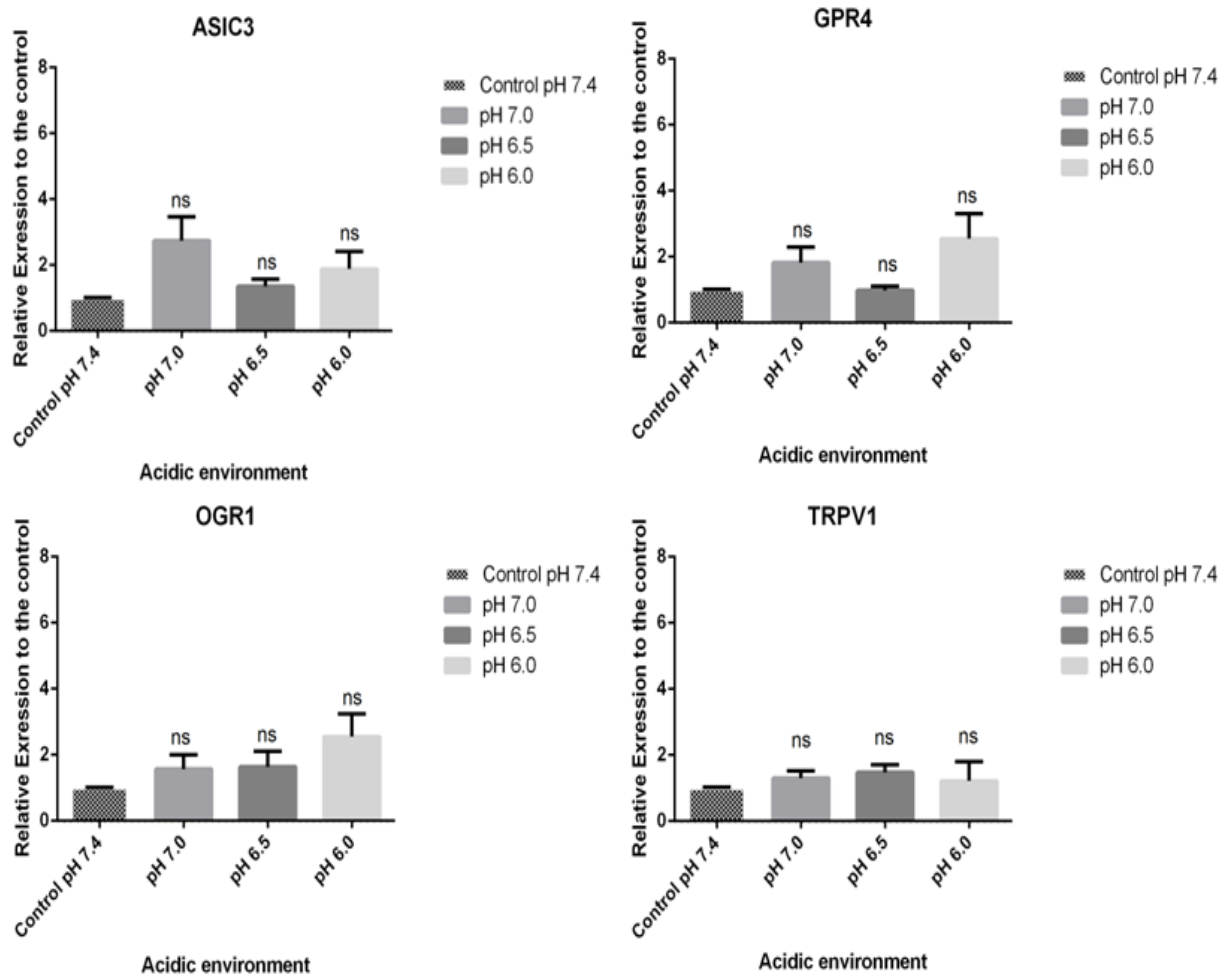 ASIC3
Relative Exression to the control
8
6
4
2
0
ns
ns
ns
Control pH 7.4
pH 7.0
pH 6.5
pH 6.0
Acidic environment
Control pH 7.4
pH 7.0
pH 6.5
pH 6.0
GPR4
Relative Exression to the control
8
6
4
2
0
ns
ns
ns
Control pH 7.4
pH 7.0
pH 6.5
pH 6.0
Acidic environment
Control pH 7.4
pH 7.0
pH 6.5
pH 6.0
OGR1
Relative Exression to the control
8
6
4
2
0
ns
ns
ns
Control pH 7.4
pH 7.0
pH 6.5
pH 6.0
Acidic environment
Control pH 7.4
pH 7.0
pH 6.5
pH 6.0
TRPV1
Relative Exression to the control
8
6
4
2
0
ns
ns
ns
Control pH 7.4
pH 7.0
pH 6.5
pH 6.0
Acidic environment
Control pH 7.4
pH 7.0
pH 6.5
pH 6.0